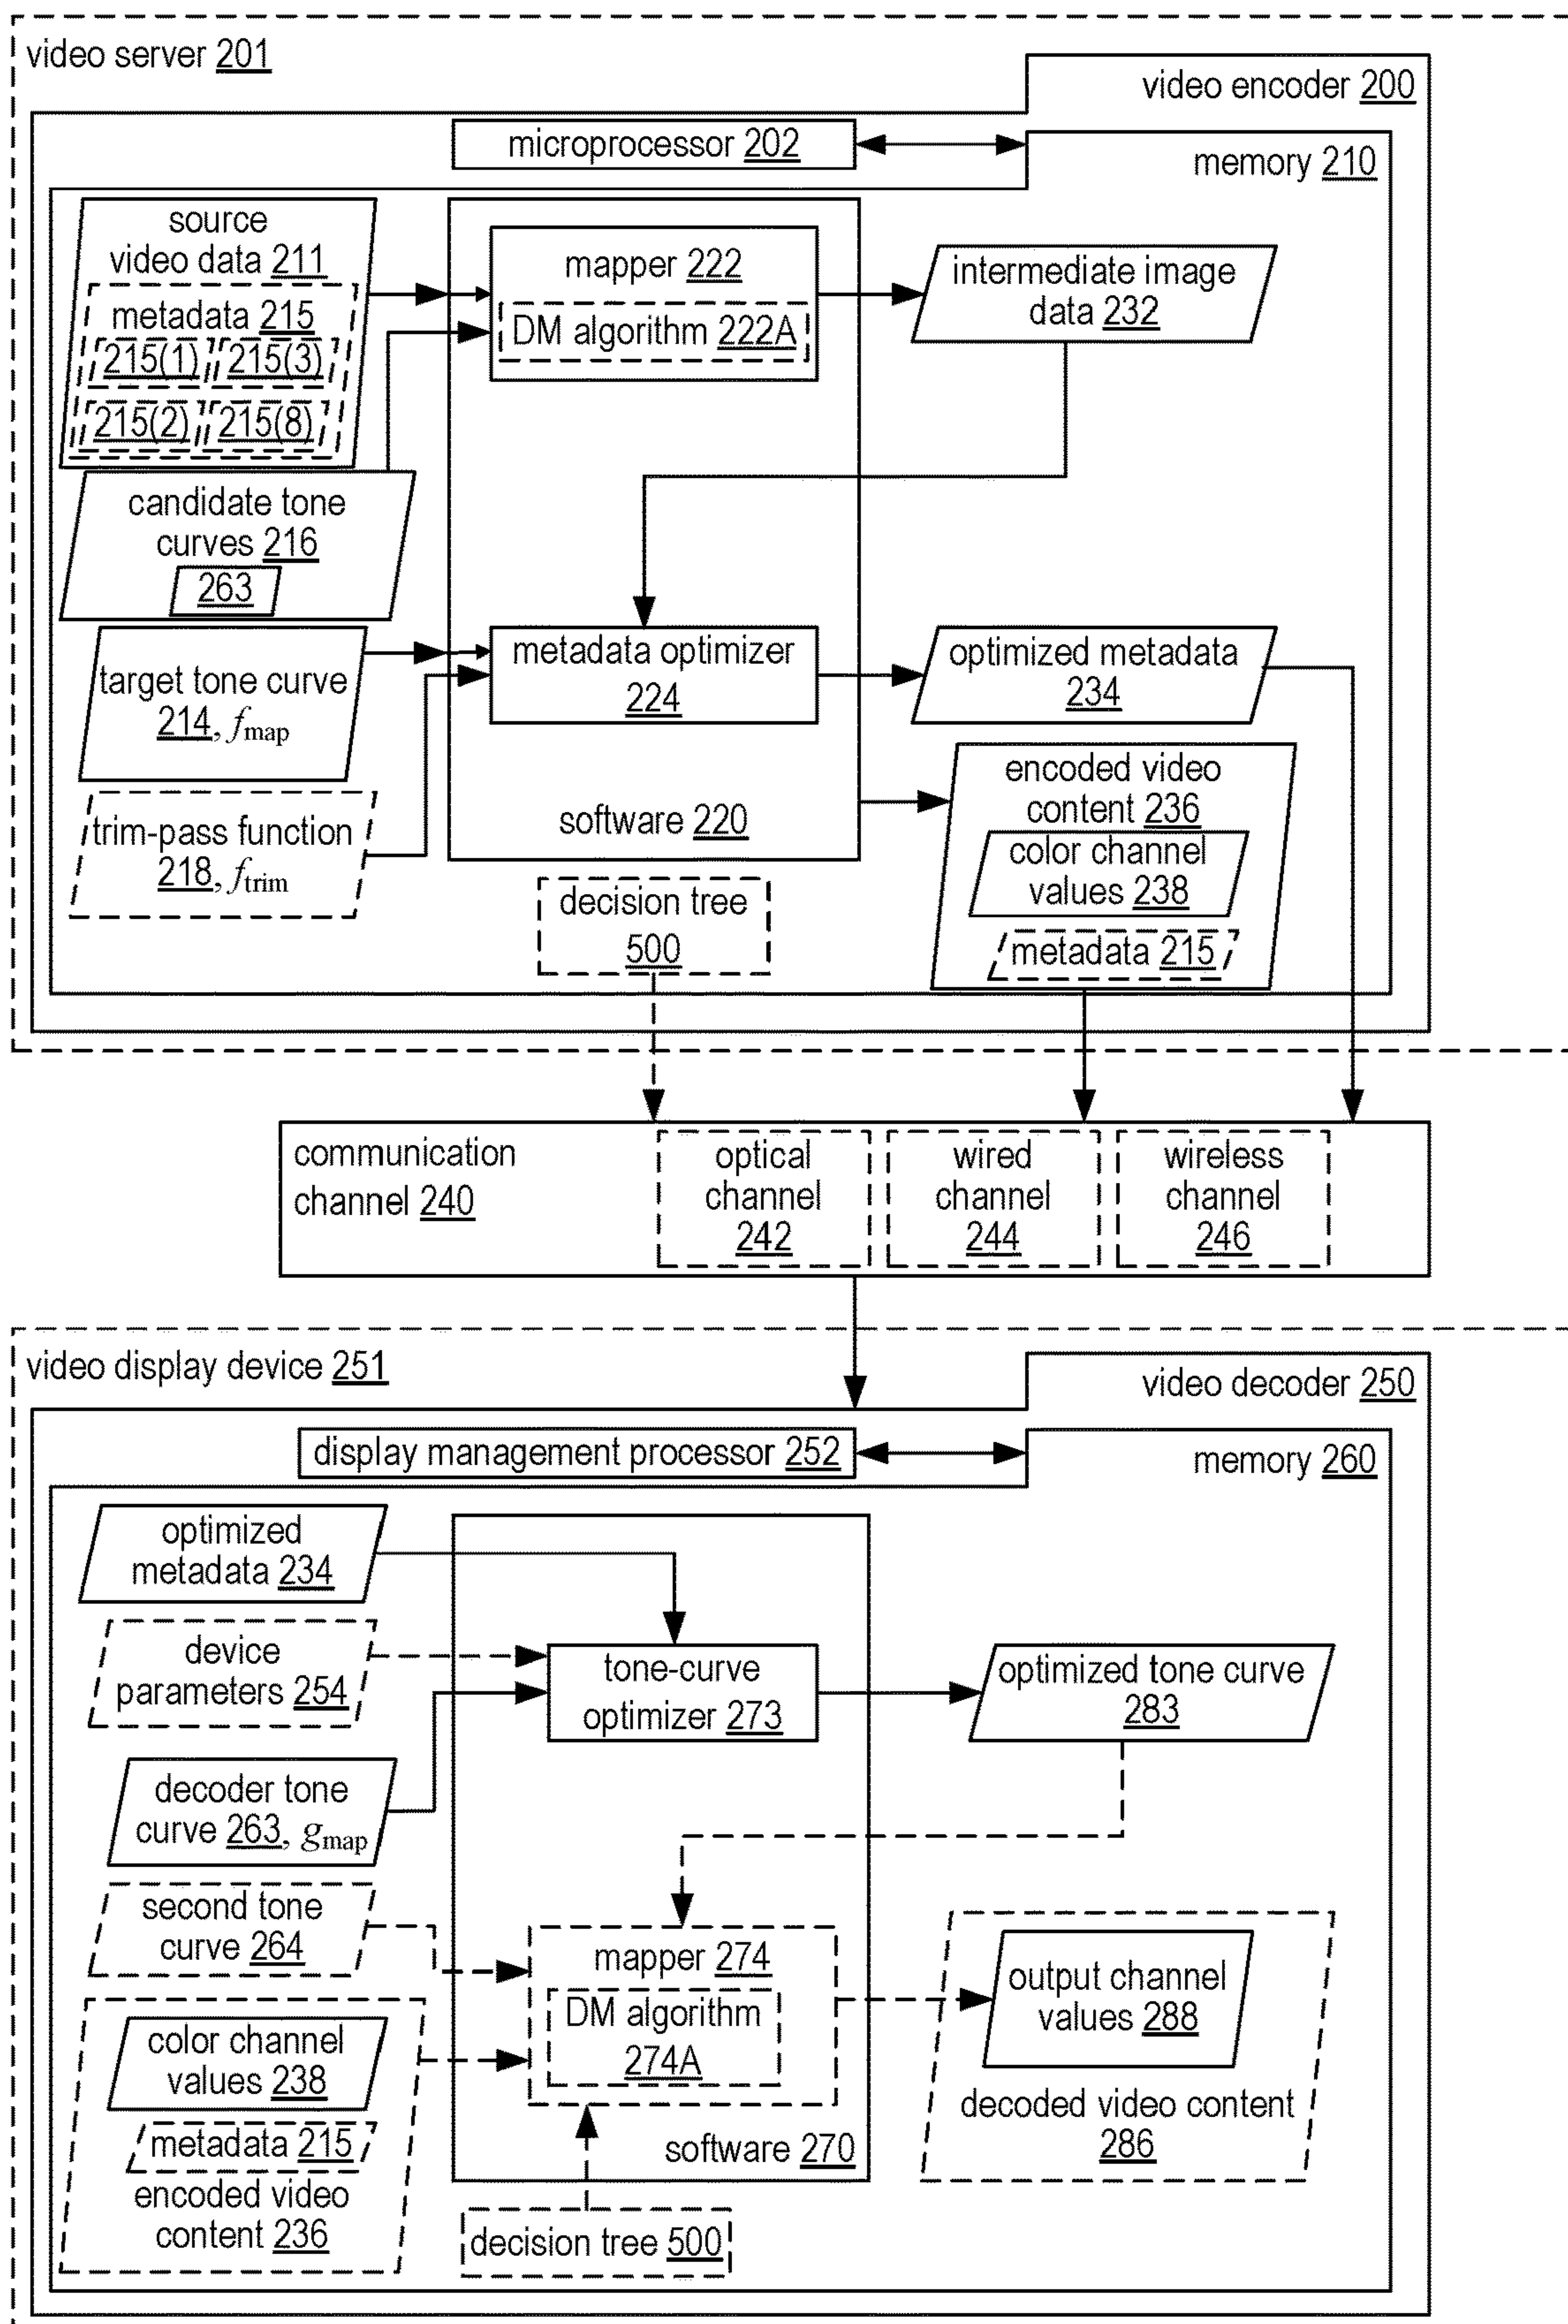 video server 201
video encoder 200
microprocessor 202
memory 210
source
video data 211
metadata 215
215(1) 215(3)
215(2) 215(8)
mapper 222
DM algorithm 222A
intermediate image
data 232
candidate tone
curves 216
263
target tone curve
214, fmap
metadata optimizer
224
optimized metadata
234
trim-pass function
218, ftrim
software 220
encoded video
content 236
color channel
values 238
metadata 215
decision tree
500
communication
channel 240
optical
channel
242
wired
channel
244
wireless
channel
246
video display device 251
video decoder 250
display management processor 252
memory 260
optimized
metadata 234
device
parameters 254
tone-curve
optimizer 273
optimized tone curve
283
decoder tone
curve 263, gmap
second tone
curve 264
mapper 274
DM algorithm
274A
output channel
values 288
decoded video content
286
color channel
values 238
metadata 215
encoded video
content 236
software 270
decision tree 500